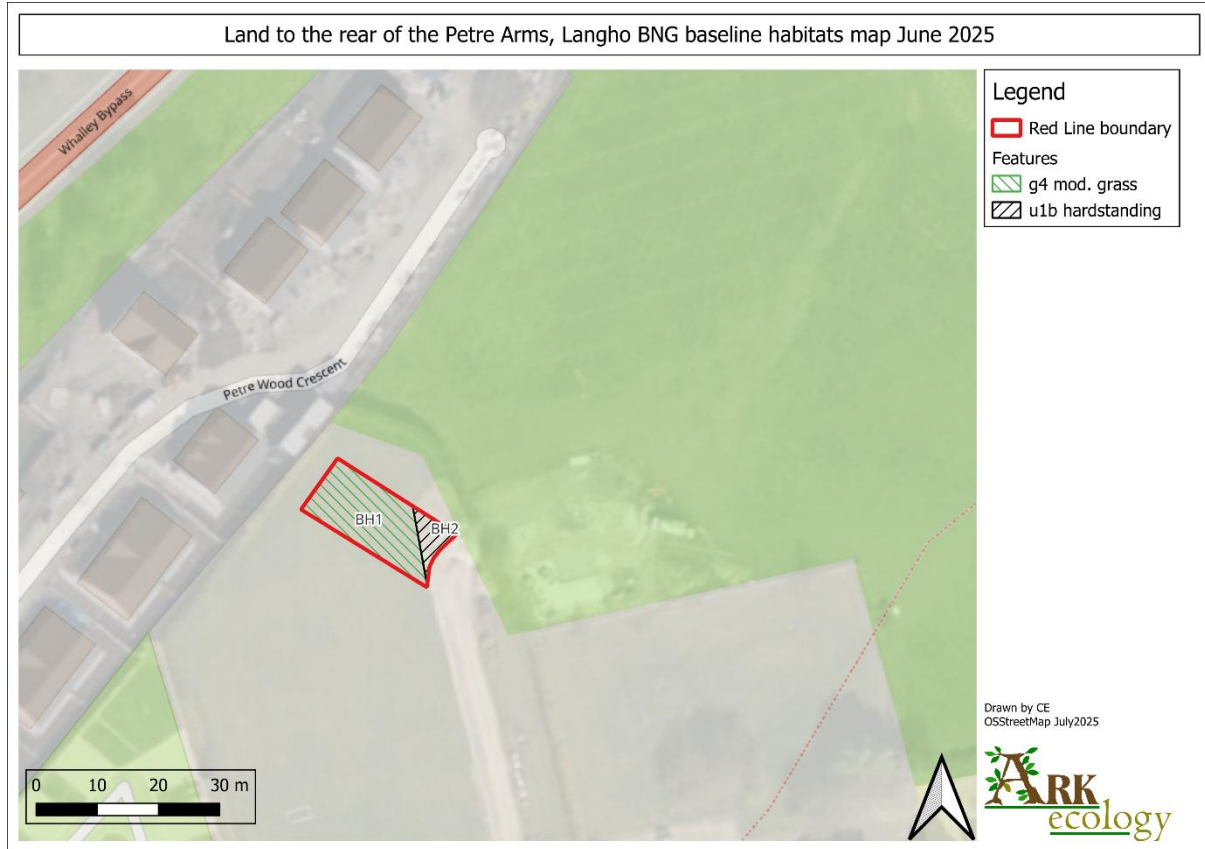 Land to the rear of the Petre Arms, Langho BNG baseline habitats map June 2025
Whalley Bypass
Petre Wood Crescent
BH1
BH2
0 10 20 30 m
Legend
Red Line boundary
Features
g4 mod. grass
u1b hardstanding
Drawn by CE
OSStreetMap July2025
ARK
ecology